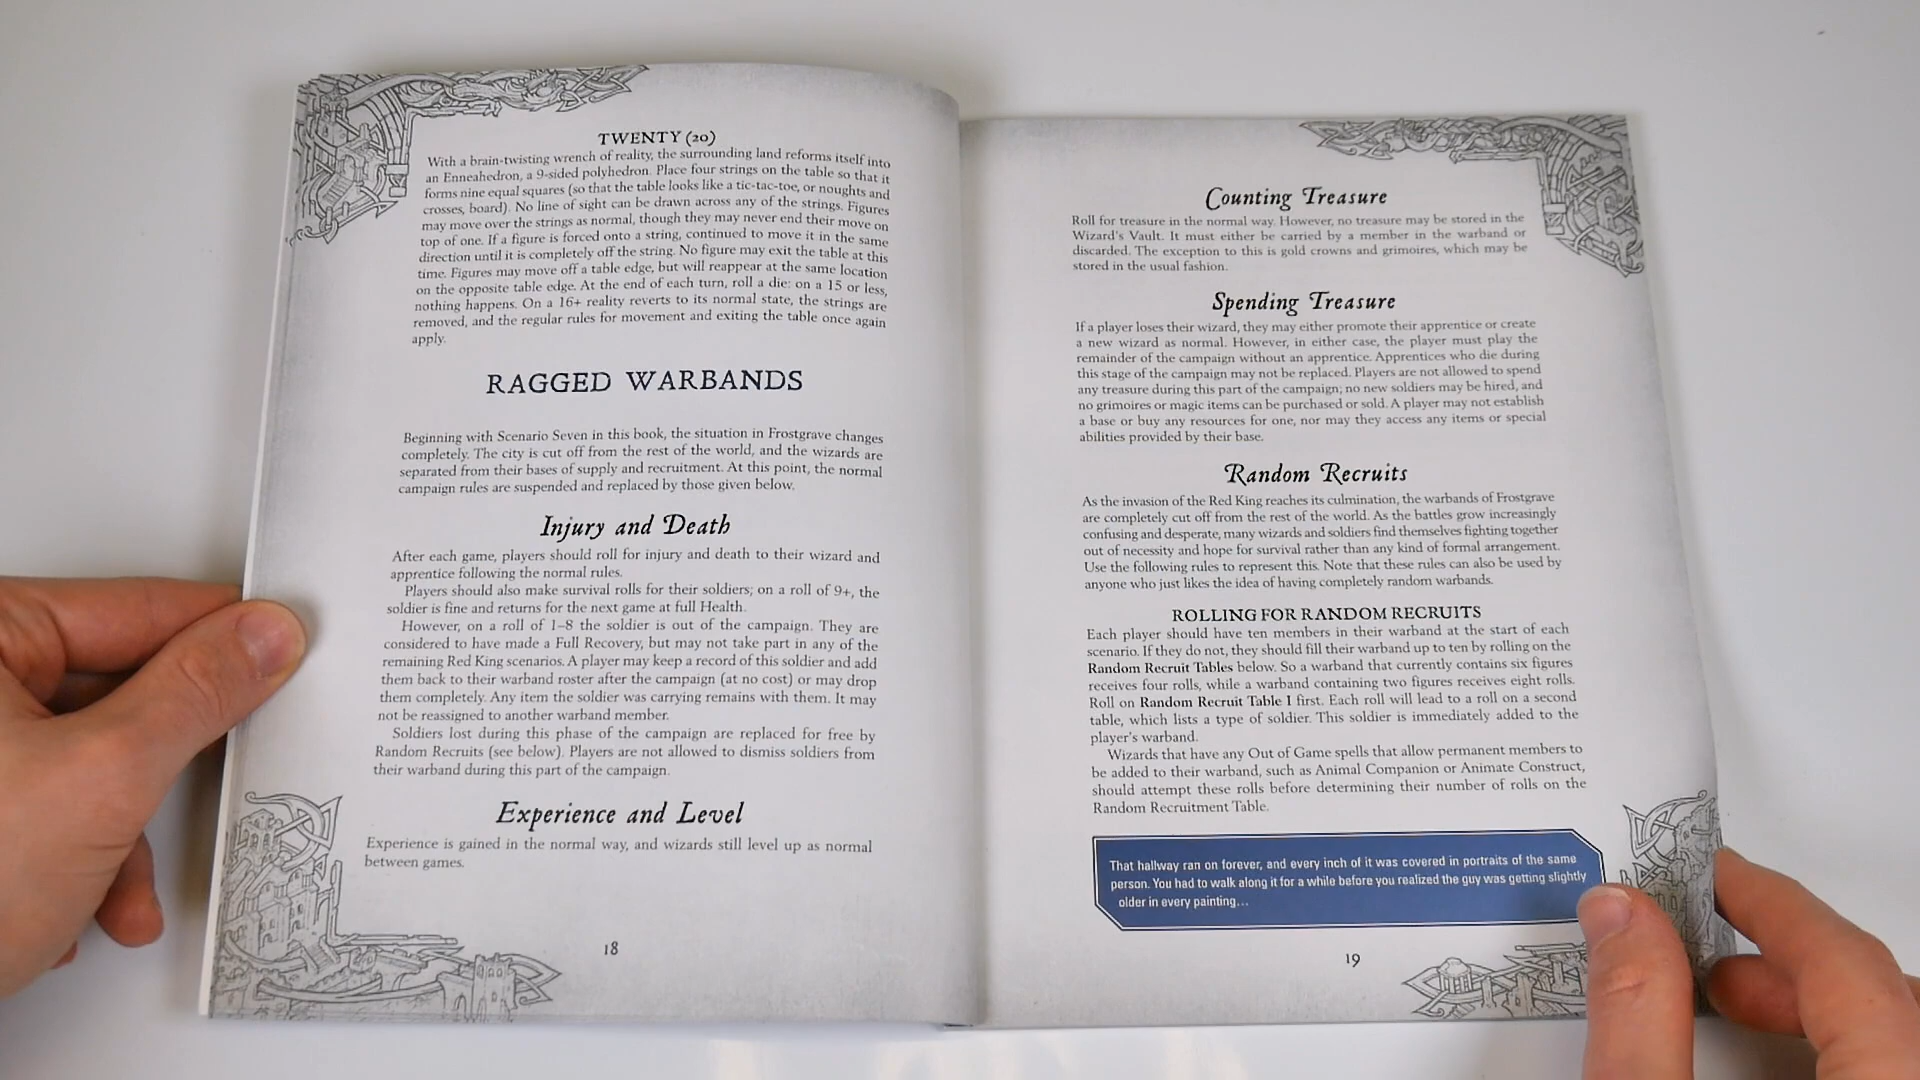 TWENTY (20)
With a brain-twisting wrench of reality, the surrounding land reforms itself into
an Enneahedron, a 9-sided polyhedron. Place four strings on the table so that it
forms nine equal squares (so that the table looks like a tic-tac-toe, or noughts and
crosses, board). No line of sight can be drawn across any of the strings. Figures
may move over the strings as normal, though they may never end their move on
top of one. If a figure is forced onto a string, continued to move it in the same
direction until it is completely off the string. No figure may exit the table at this
time. Figures may move off a table edge, but will reappear at the same location
on the opposite table edge. At the end of each turn, roll a die: on a 15 or less,
nothing happens. On a 16+ reality reverts to its normal state, the strings are
removed, and the regular rules for movement and exiting the table once again
apply.
RAGGED WARBANDS
Beginning with Scenario Seven in this book, the situation in Frostgrave changes
completely. The city is cut off from the rest of the world, and the wizards are
separated from their bases of supply and recruitment. At this point, the normal
campaign rules are suspended and replaced by those given below.
Injury and Death
After each game, players should roll for injury and death to their wizard and
apprentice following the normal rules.
Players should also make survival rolls for their soldiers; on a roll of 9+, the
soldier is fine and returns for the next game at full Health.
However, on a roll of 1–8 the soldier is out of the campaign. They are
considered to have made a Full Recovery, but may not take part in any of the
remaining Red King scenarios. A player may keep a record of this soldier and add
them back to their warband roster after the campaign (at no cost) or may drop
them completely. Any item the soldier was carrying remains with them. It may
not be reassigned to another warband member.
Soldiers lost during this phase of the campaign are replaced for free by
Random Recruits (see below). Players are not allowed to dismiss soldiers from
their warband during this part of the campaign.
Experience and Level
Experience is gained in the normal way, and wizards still level up as normal
between games.
18
Counting Treasure
Roll for treasure in the normal way. However, no treasure may be stored in the
Wizard's Vault. It must either be carried by a member in the warband or
discarded. The exception to this is gold crowns and grimoires, which may be
stored in the usual fashion.
Spending Treasure
If a player loses their wizard, they may either promote their apprentice or create
a new wizard as normal. However, in either case, the player must play the
remainder of the campaign without an apprentice. Apprentices who die during
this stage of the campaign may not be replaced. Players are not allowed to spend
any treasure during this part of the campaign; no new soldiers may be hired, and
no grimoires or magic items can be purchased or sold. A player may not establish
a base or buy any resources for one, nor may they access any items or special
abilities provided by their base.
Random Recruits
As the invasion of the Red King reaches its culmination, the warbands of Frostgrave
are completely cut off from the rest of the world. As the battles grow increasingly
confusing and desperate, many wizards and soldiers find themselves fighting together
out of necessity and hope for survival rather than any kind of formal arrangement.
Use the following rules to represent this. Note that these rules can also be used by
anyone who just likes the idea of having completely random warbands.
ROLLING FOR RANDOM RECRUITS
Each player should have ten members in their warband at the start of each
scenario. If they do not, they should fill their warband up to ten by rolling on the
Random Recruit Tables below. So a warband that currently contains six figures
receives four rolls, while a warband containing two figures receives eight rolls.
Roll on Random Recruit Table I first. Each roll will lead to a roll on a second
table, which lists a type of soldier. This soldier is immediately added to the
player's warband.
Wizards that have any Out of Game spells that allow permanent members to
be added to their warband, such as Animal Companion or Animate Construct,
should attempt these rolls before determining their number of rolls on the
Random Recruitment Table.
That hallway ran on forever, and every inch of it was covered in portraits of the same
person. You had to walk along it for a while before you realized the guy was getting slightly
older in every painting…
19